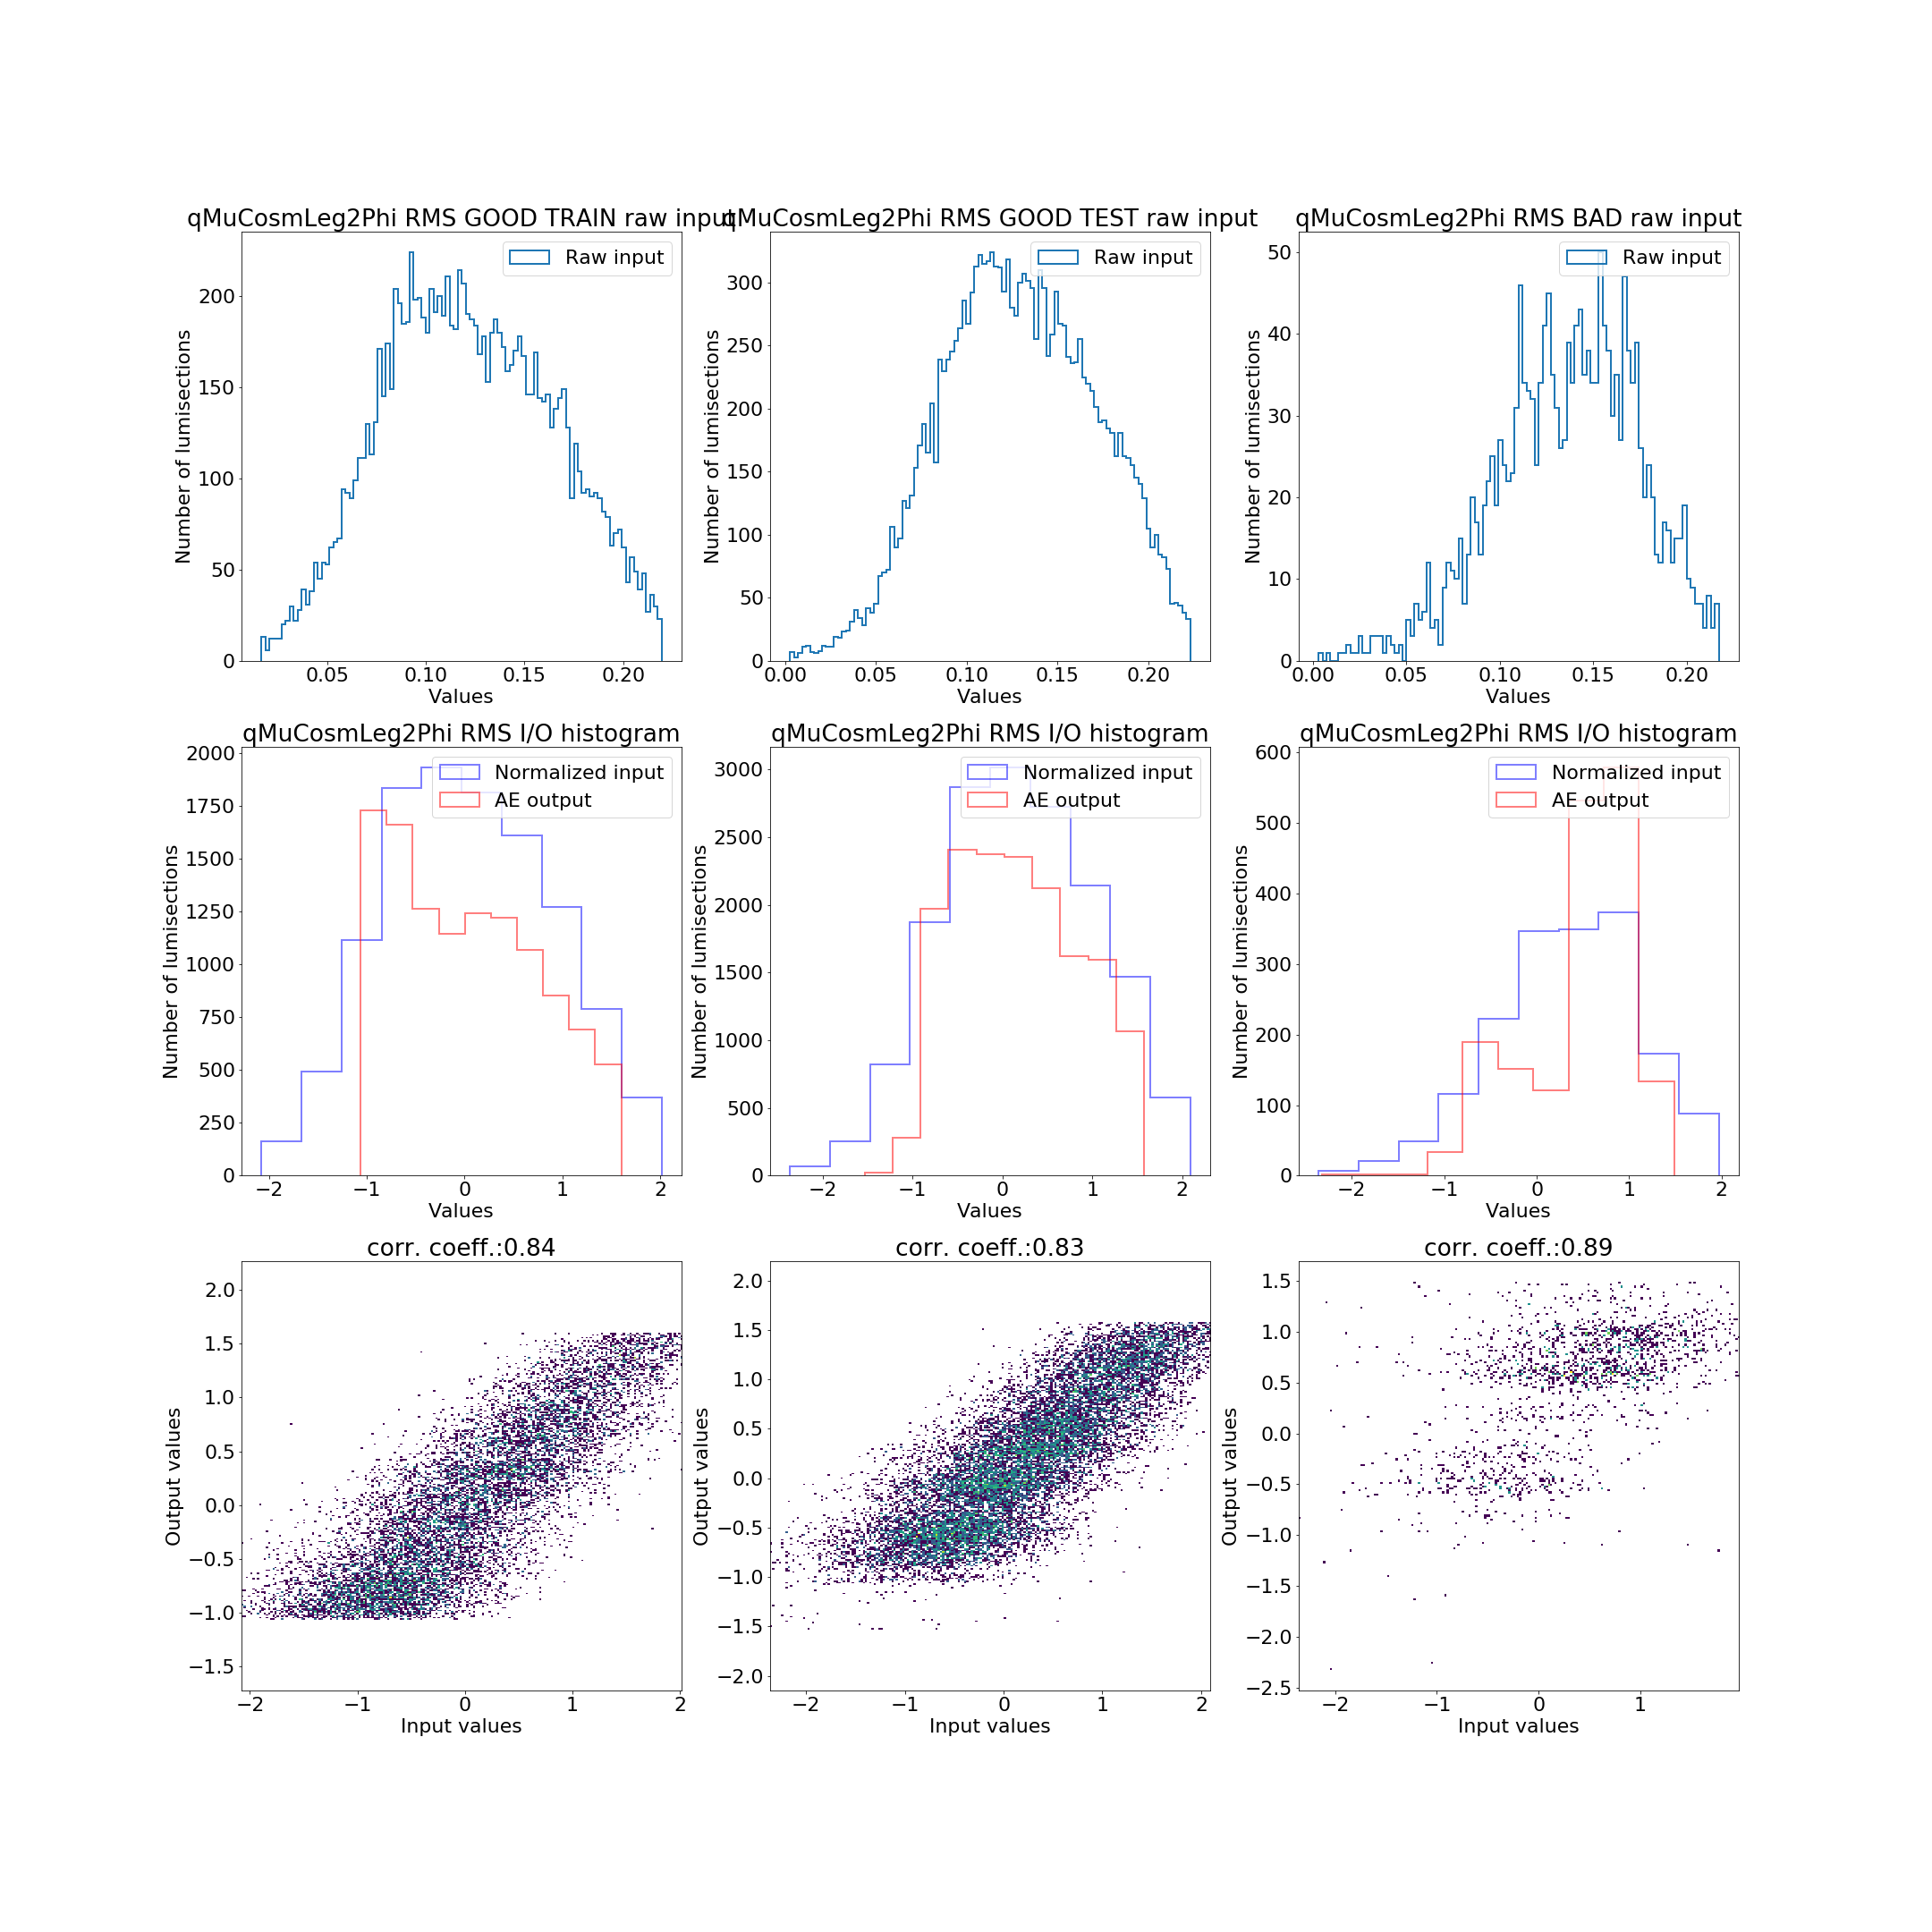 qMuCosmLeg2Phi RMS GOOD TRAIN raw input
qMuCosmLeg2Phi RMS GOOD TEST raw input
qMuCosmLeg2Phi RMS BAD raw input
Raw input
Raw input
Raw input
Number of lumisections
200
150
100
50
0
0.05 0.10 0.15 0.20
Values
Number of lumisections
300
250
200
150
100
50
0
0.00 0.05 0.10 0.15 0.20
Values
Number of lumisections
50
40
30
20
10
0
0.00 0.05 0.10 0.15 0.20
Values
qMuCosmLeg2Phi RMS I/O histogram
qMuCosmLeg2Phi RMS I/O histogram
qMuCosmLeg2Phi RMS I/O histogram
Normalized input
AE output
Normalized input
AE output
Normalized input
AE output
Number of lumisections
2000
1750
1500
1250
1000
750
500
250
0
−2 −1 0 1 2
Values
Number of lumisections
3000
2500
2000
1500
1000
500
0
−2 −1 0 1 2
Values
Number of lumisections
600
500
400
300
200
100
0
−2 −1 0 1 2
Values
corr. coeff.:0.84
corr. coeff.:0.83
corr. coeff.:0.89
Output values
2.0
1.5
1.0
0.5
0.0
−0.5
−1.0
−1.5
−2 −1 0 1 2
Input values
Output values
2.0
1.5
1.0
0.5
0.0
−0.5
−1.0
−1.5
−2.0
−2 −1 0 1 2
Input values
Output values
1.5
1.0
0.5
0.0
−0.5
−1.0
−1.5
−2.0
−2.5
−2 −1 0 1
Input values